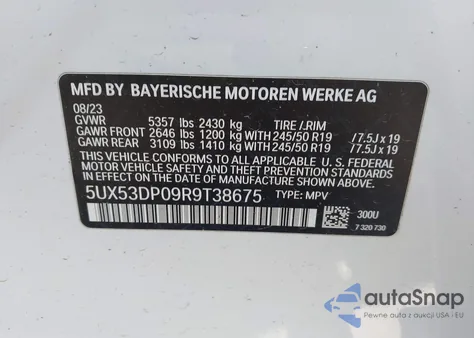 MFD BY BAYERISCHE MOTOREN WERKE AG
08/23
GVWR 5357 lbs 2430 kg TIRE /.RIM
GAWR FRONT 2646 lbs 1200 kg WITH 245/50 R19 /7.5J x 19
GAWR REAR 3109 lbs 1410 kg WITH 245/50 R19 /7.5J x 19
THIS VEHICLE CONFORMS TO ALL APPLICABLE U.S. FEDERAL
MOTOR VEHICLE SAFETY, BUMPER, AND THEFT PREVENTION
STANDARDS IN EFFECT ON THE DATE OF MANUFACTURE SHOWN ABOVE.
5UX53DP09R9T38675 TYPE: MPV
300U
7 320 730
autoSnap
Pewne auta z aukcji USA - EU